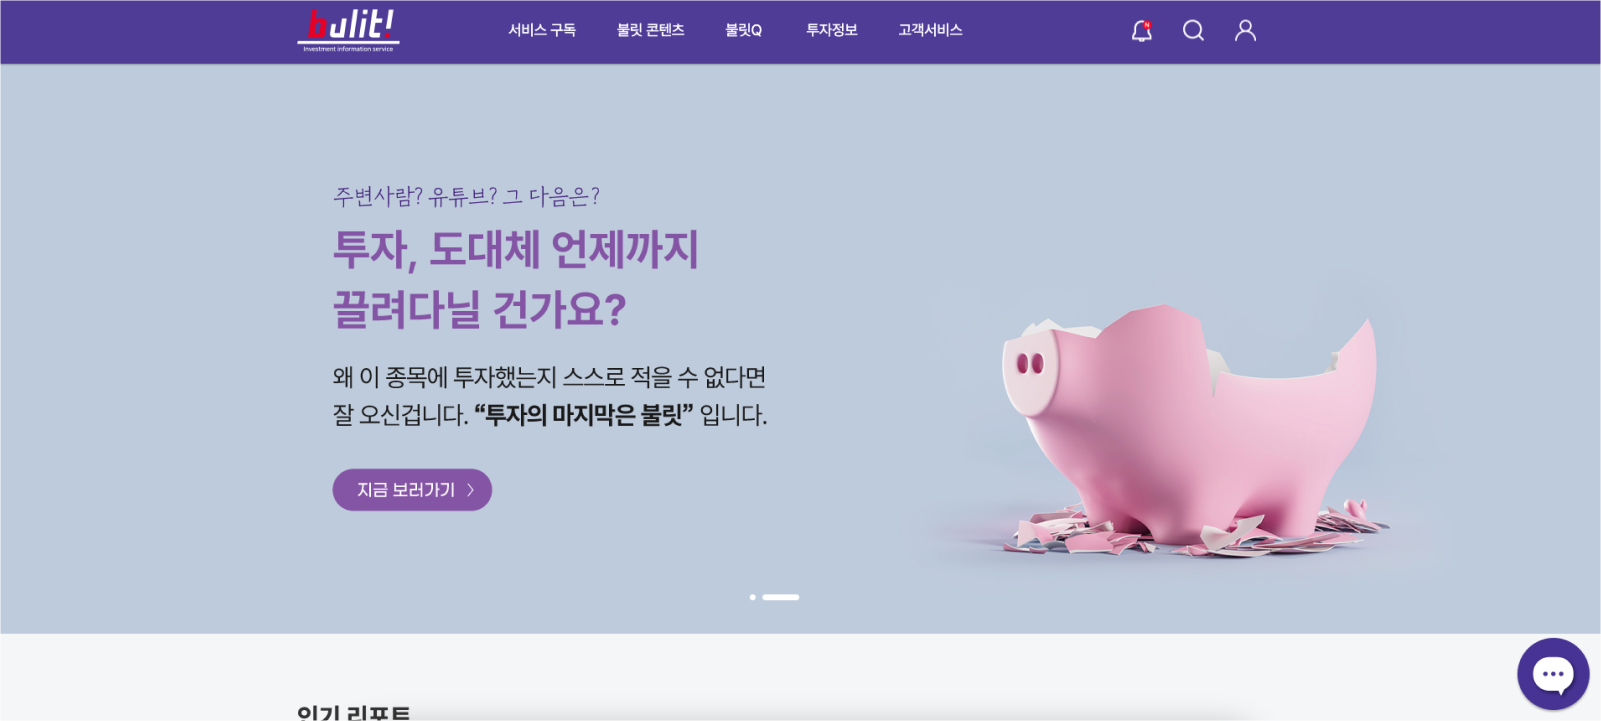 bulit!
Investment information service
서비스 구독
불릿 콘텐츠
불릿Q
투자정보
고객서비스
N
주변사람? 유튜브? 그 다음은?
투자, 도대체 언제까지
끌려다닐 건가요?
왜 이 종목에 투자했는지 스스로 적을 수 없다면
잘 오신겁니다. “투자의 마지막은 불릿” 입니다.
지금 보러가기
인기 리포트